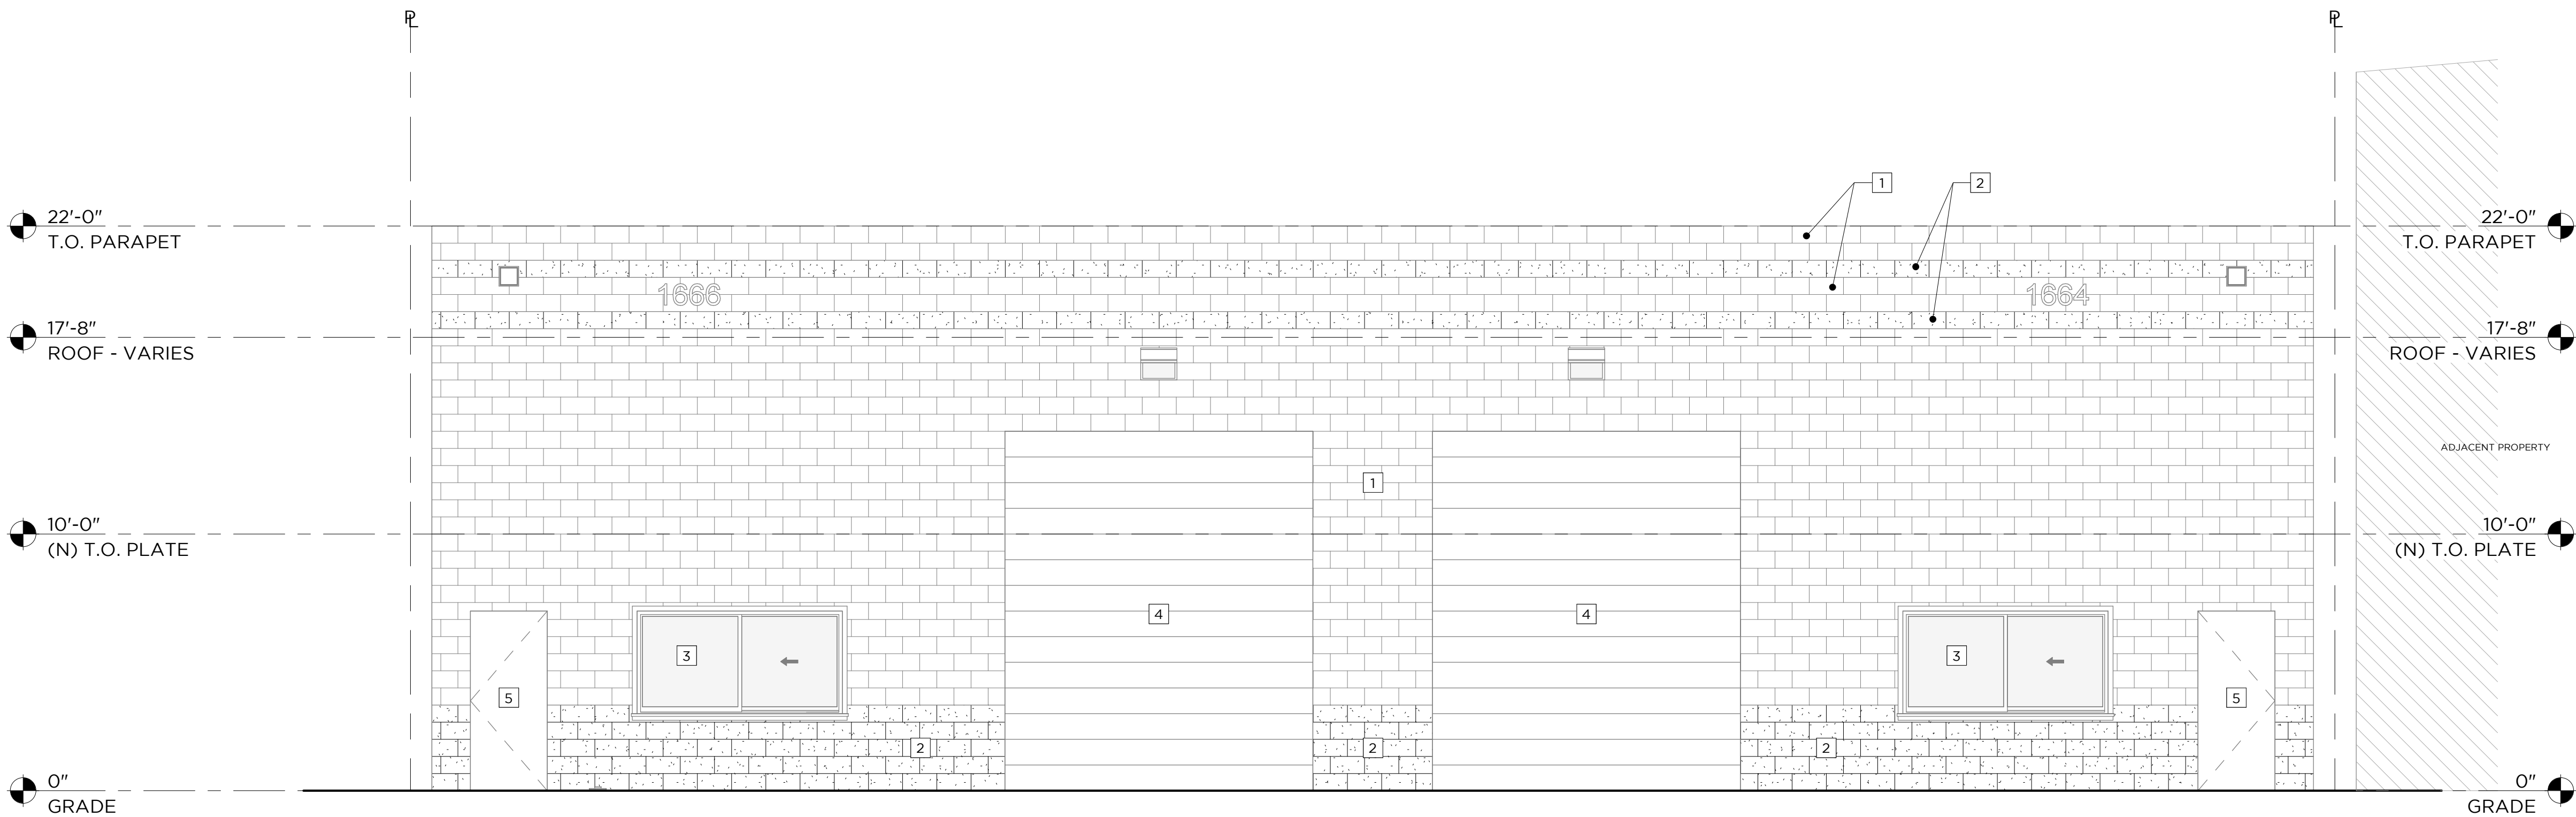 PL
PL
1
2
22'-0"
T.O. PARAPET
22'-0"
T.O. PARAPET
1666
1664
17'-8"
ROOF - VARIES
17'-8"
ROOF - VARIES
ADJACENT PROPERTY
1
10'-0"
(N) T.O. PLATE
10'-0"
(N) T.O. PLATE
4
4
3
3
5
5
2
2
2
0"
GRADE
0"
GRADE